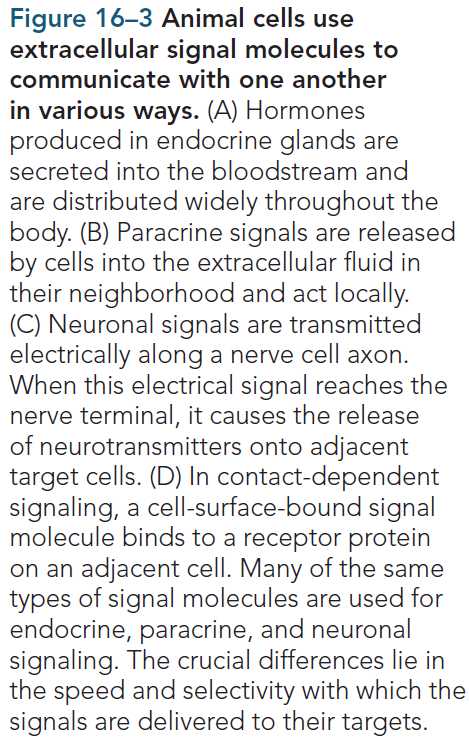 Figure 16–3 Animal cells use
extracellular signal molecules to
communicate with one another
in various ways. (A) Hormones
produced in endocrine glands are
secreted into the bloodstream and
are distributed widely throughout the
body. (B) Paracrine signals are released
by cells into the extracellular fluid in
their neighborhood and act locally.
(C) Neuronal signals are transmitted
electrically along a nerve cell axon.
When this electrical signal reaches the
nerve terminal, it causes the release
of neurotransmitters onto adjacent
target cells. (D) In contact-dependent
signaling, a cell-surface-bound signal
molecule binds to a receptor protein
on an adjacent cell. Many of the same
types of signal molecules are used for
endocrine, paracrine, and neuronal
signaling. The crucial differences lie in
the speed and selectivity with which the
signals are delivered to their targets.